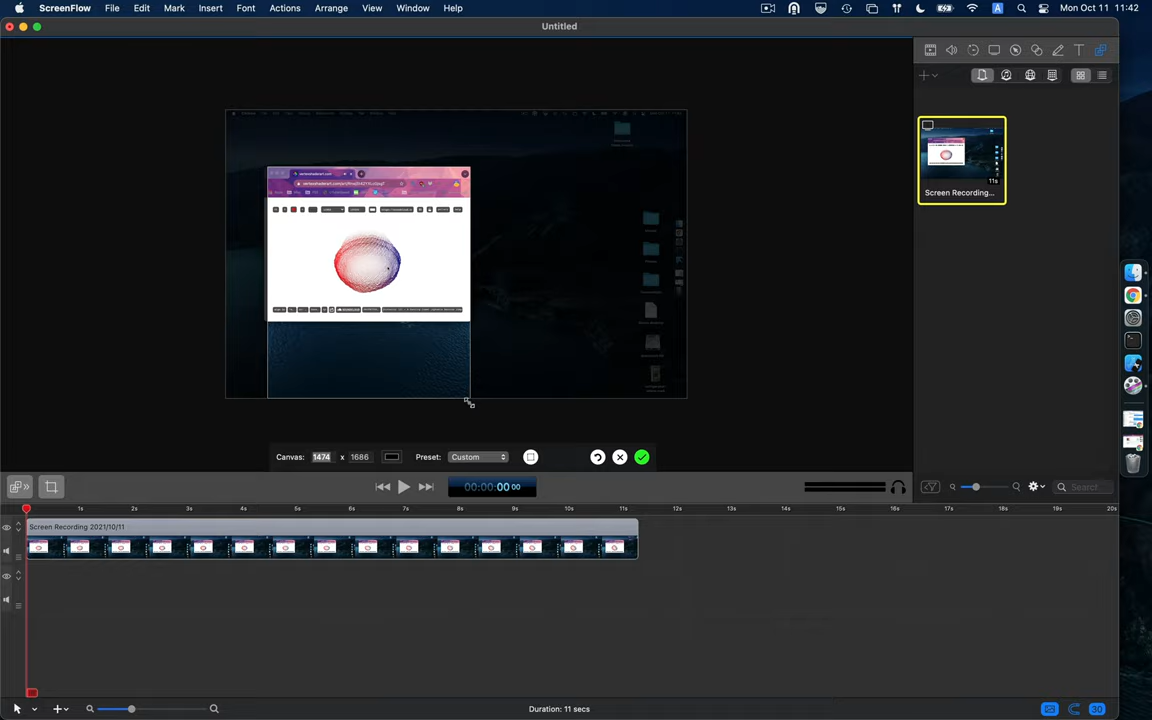 ScreenFlow File Edit Mark Insert Font Actions Arrange View Window Help A Mon Oct 11 11:42
Untitled
11s
Screen Recording...
Canvas: 1474 x 1686 Preset: Custom
00:00:00 00
Search
1s 2s 3s 4s 5s 6s 7s 8s 9s 10s 11s 12s 13s 14s 15s 16s 17s 18s 19s 20s
Screen Recording 2021/10/11
Duration: 11 secs 30